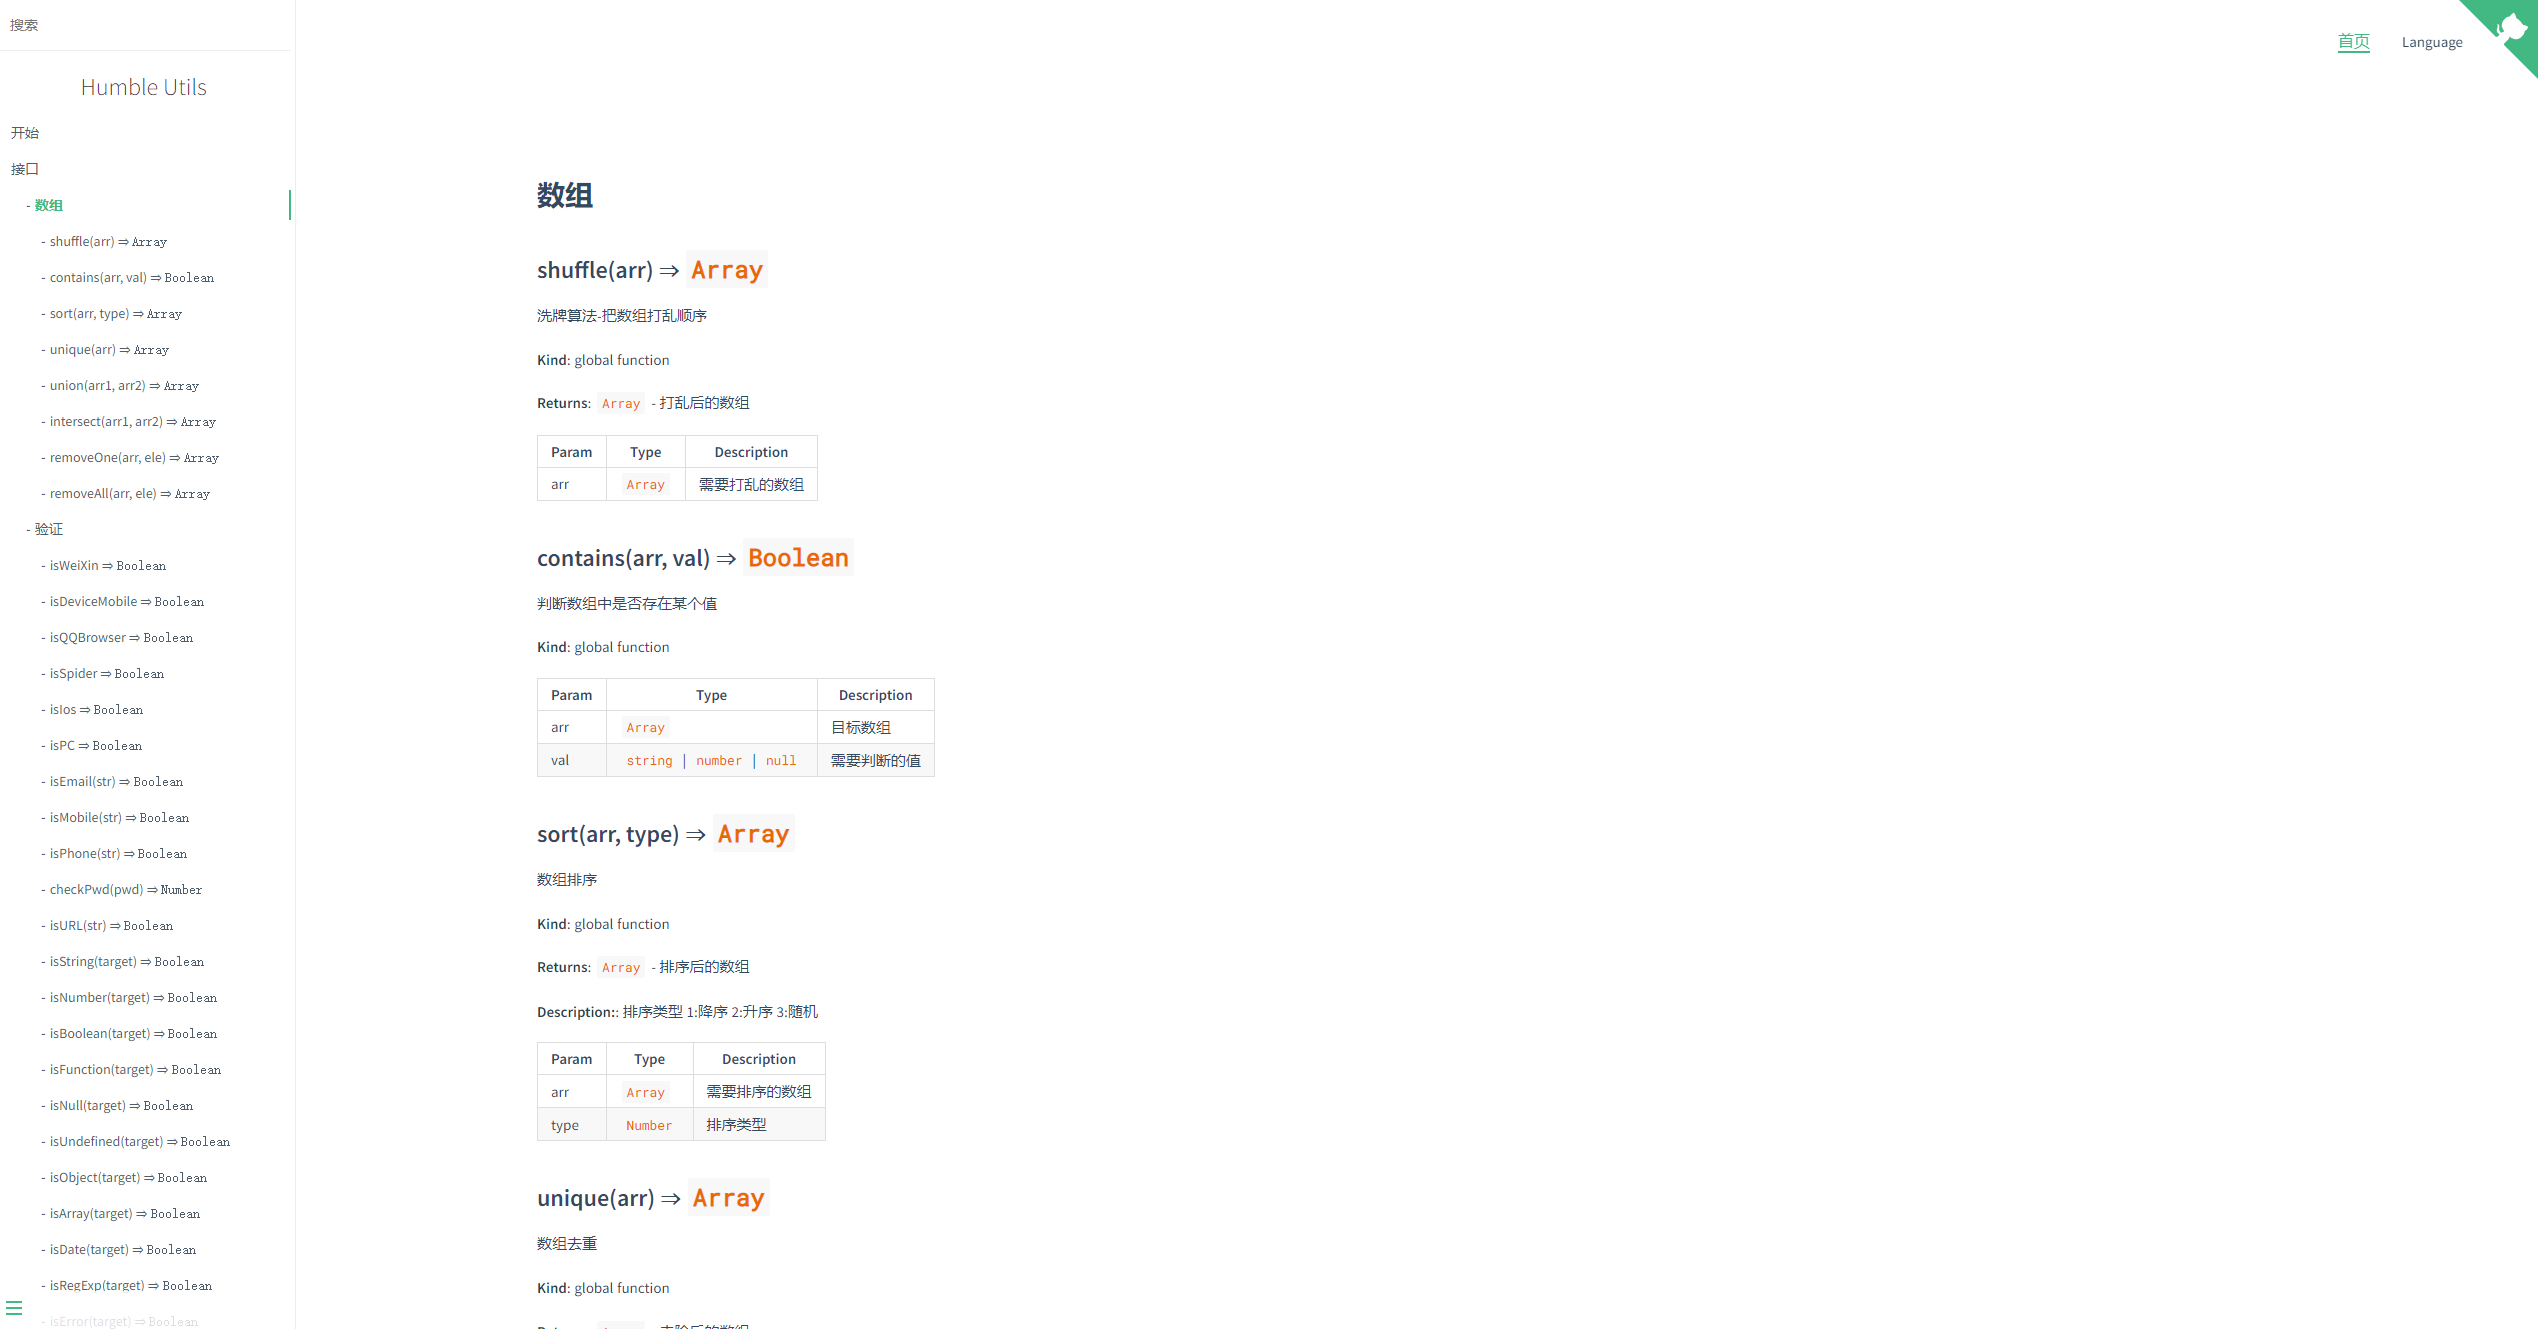 搜索
Humble Utils
开始
接口
- 数组
- shuffle(arr) ⇒ Array
- contains(arr, val) ⇒ Boolean
- sort(arr, type) ⇒ Array
- unique(arr) ⇒ Array
- union(arr1, arr2) ⇒ Array
- intersect(arr1, arr2) ⇒ Array
- removeOne(arr, ele) ⇒ Array
- removeAll(arr, ele) ⇒ Array
- 验证
- isWeiXin ⇒ Boolean
- isDeviceMobile ⇒ Boolean
- isQQBrowser ⇒ Boolean
- isSpider ⇒ Boolean
- isIos ⇒ Boolean
- isPC ⇒ Boolean
- isEmail(str) ⇒ Boolean
- isMobile(str) ⇒ Boolean
- isPhone(str) ⇒ Boolean
- checkPwd(pwd) ⇒ Number
- isURL(str) ⇒ Boolean
- isString(target) ⇒ Boolean
- isNumber(target) ⇒ Boolean
- isBoolean(target) ⇒ Boolean
- isFunction(target) ⇒ Boolean
- isNull(target) ⇒ Boolean
- isUndefined(target) ⇒ Boolean
- isObject(target) ⇒ Boolean
- isArray(target) ⇒ Boolean
- isDate(target) ⇒ Boolean
- isRegExp(target) ⇒ Boolean
- isError(target) ⇒ Boolean
首页 Language
数组
shuffle(arr) ⇒ Array
洗牌算法-把数组打乱顺序
Kind: global function
Returns: Array - 打乱后的数组
Param Type Description
arr Array 需要打乱的数组
contains(arr, val) ⇒ Boolean
判断数组中是否存在某个值
Kind: global function
Param Type Description
arr Array 目标数组
val string | number | null 需要判断的值
sort(arr, type) ⇒ Array
数组排序
Kind: global function
Returns: Array - 排序后的数组
Description:: 排序类型 1:降序 2:升序 3:随机
Param Type Description
arr Array 需要排序的数组
type Number 排序类型
unique(arr) ⇒ Array
数组去重
Kind: global function